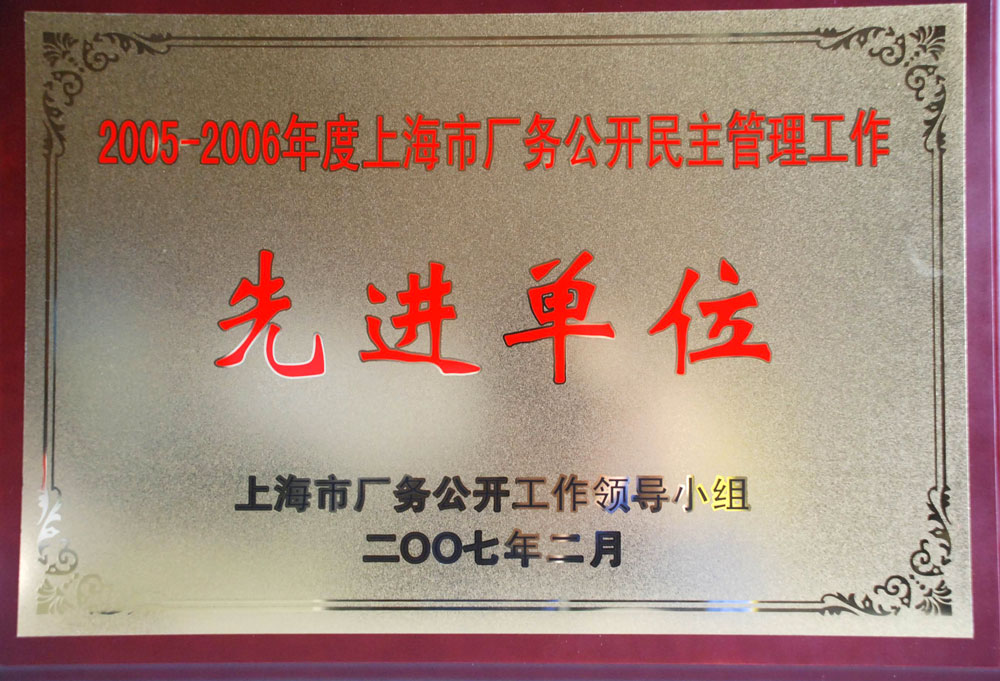 2005-2006年度上海市厂务公开民主管理工作
先进单位
上海市厂务公开工作领导小组
二〇〇七年二月